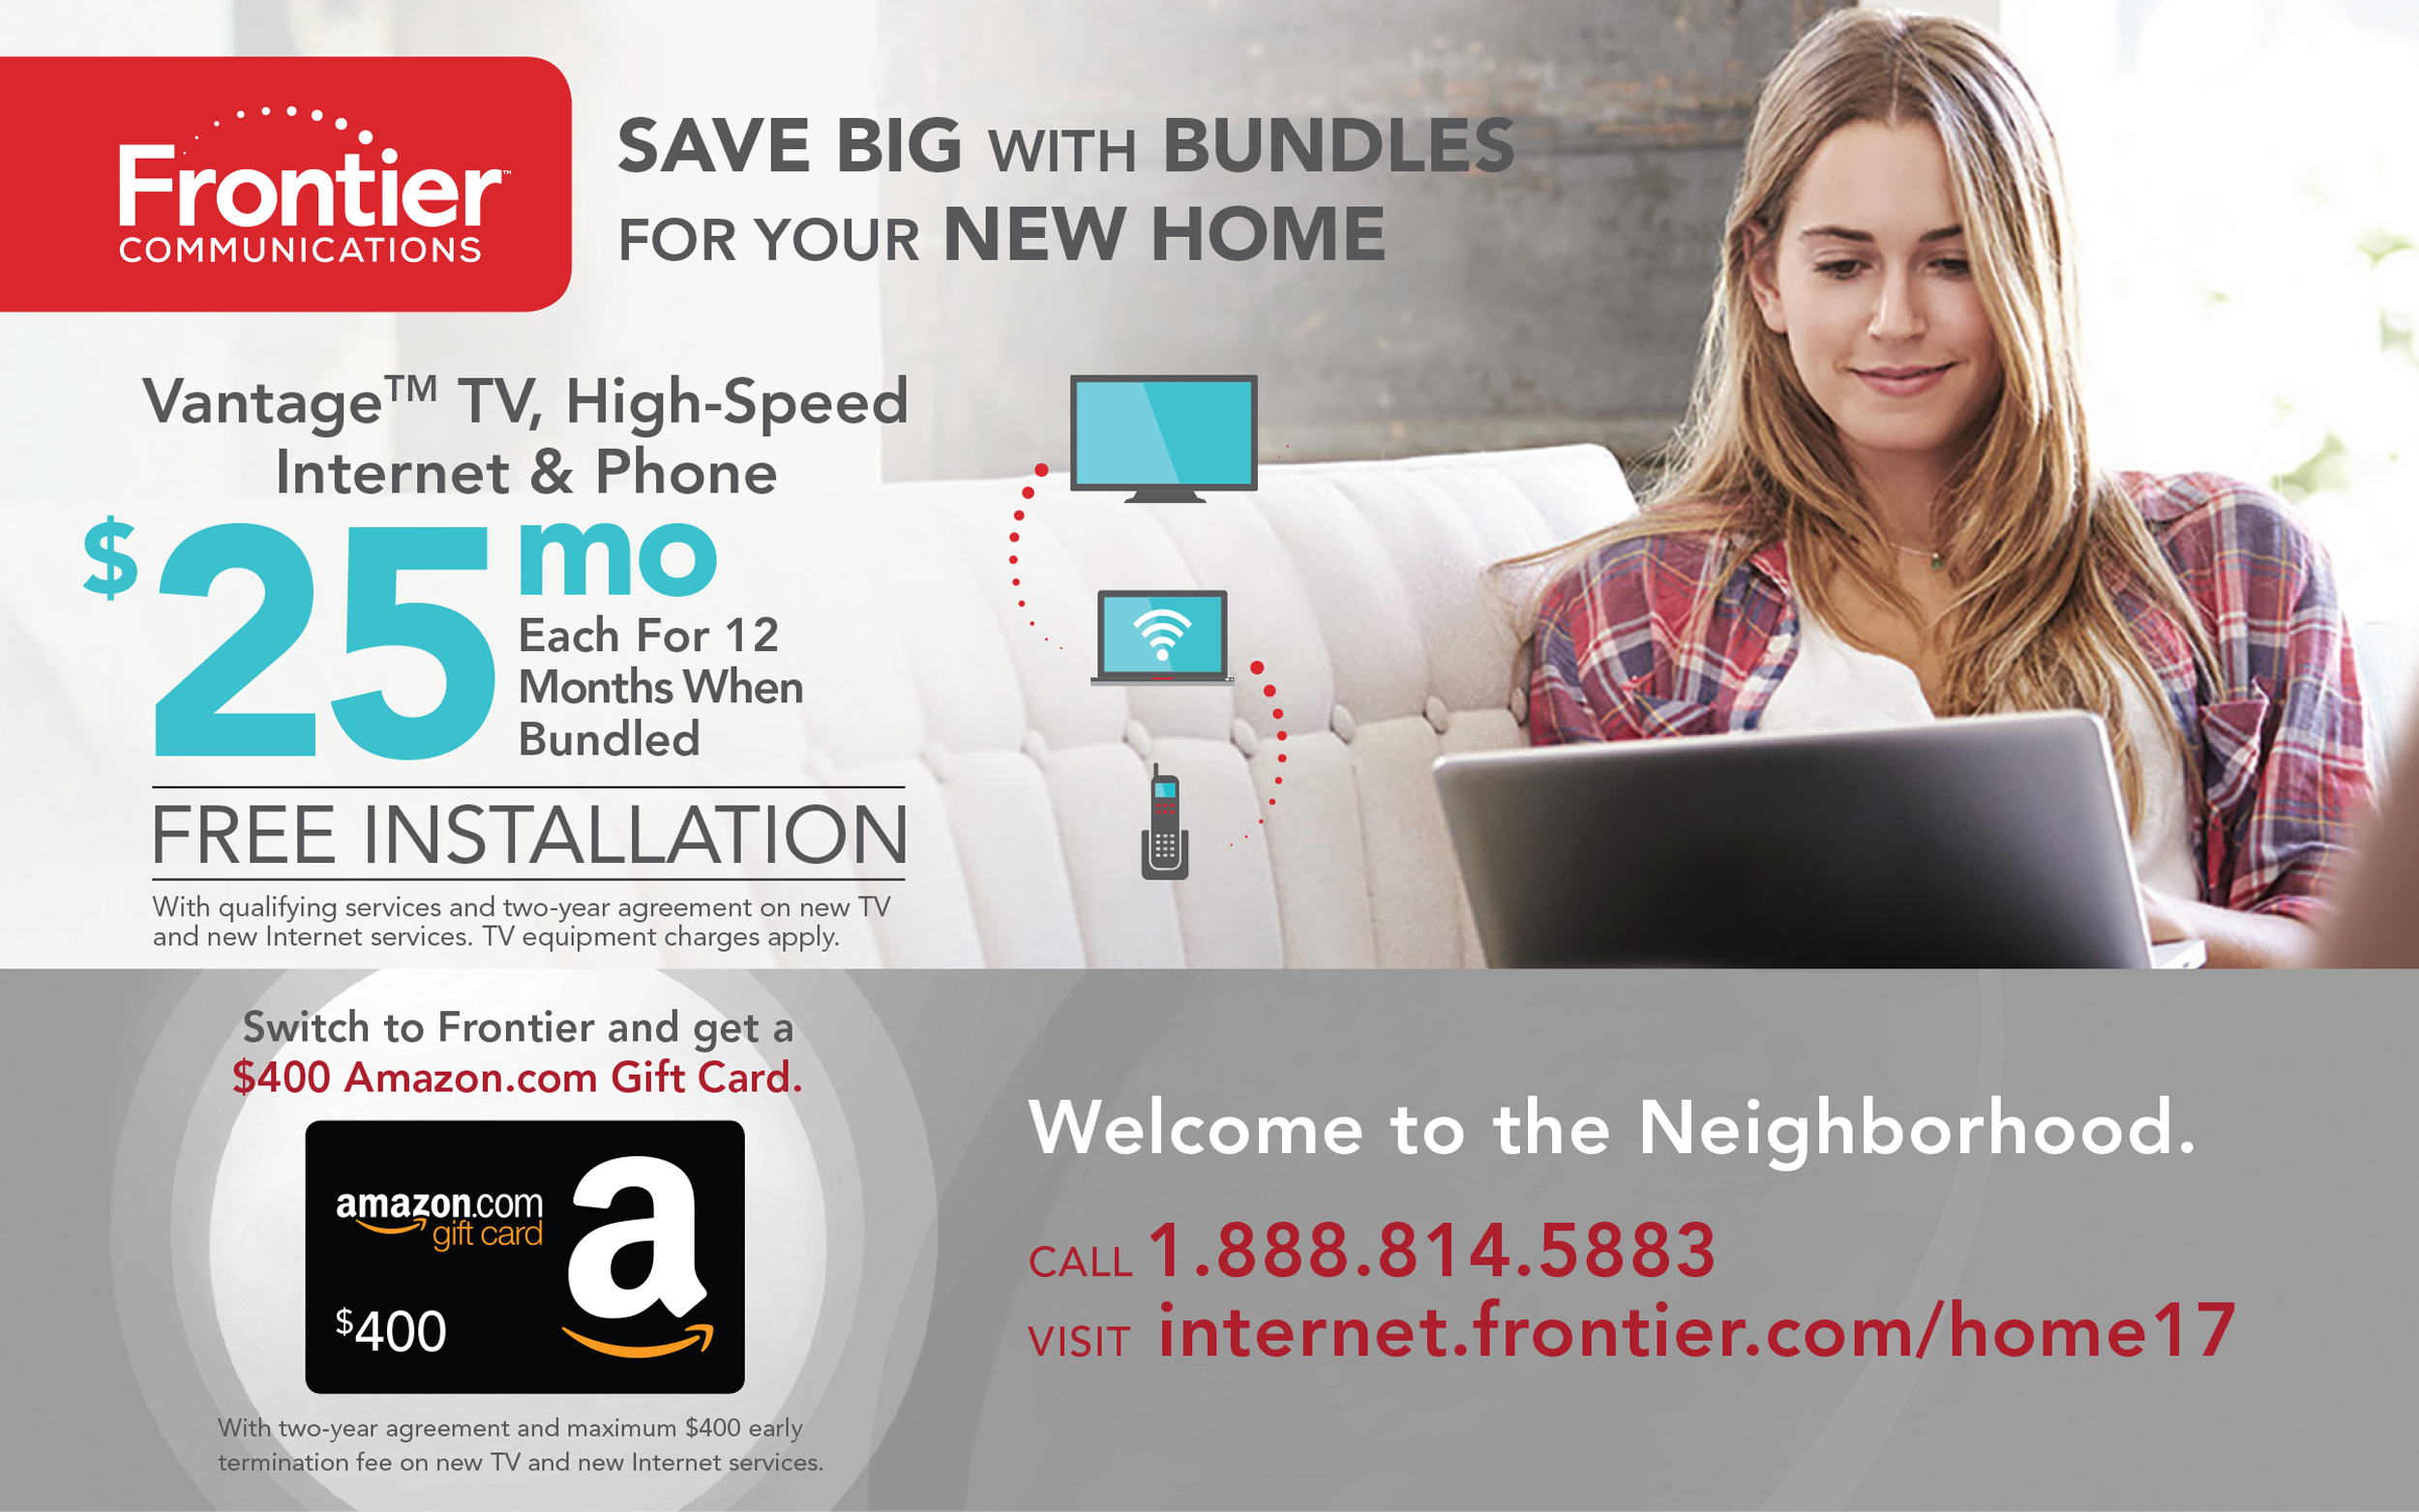 Frontier™
COMMUNICATIONS
SAVE BIG WITH BUNDLES
FOR YOUR NEW HOME
Vantage™ TV, High-Speed
Internet & Phone
$25 mo
Each For 12
Months When
Bundled
FREE INSTALLATION
With qualifying services and two-year agreement on new TV
and new Internet services. TV equipment charges apply.
Switch to Frontier and get a
$400 Amazon.com Gift Card.
amazon.com
gift card
a
$400
With two-year agreement and maximum $400 early
termination fee on new TV and new Internet services.
Welcome to the Neighborhood.
CALL 1.888.814.5883
VISIT internet.frontier.com/home17